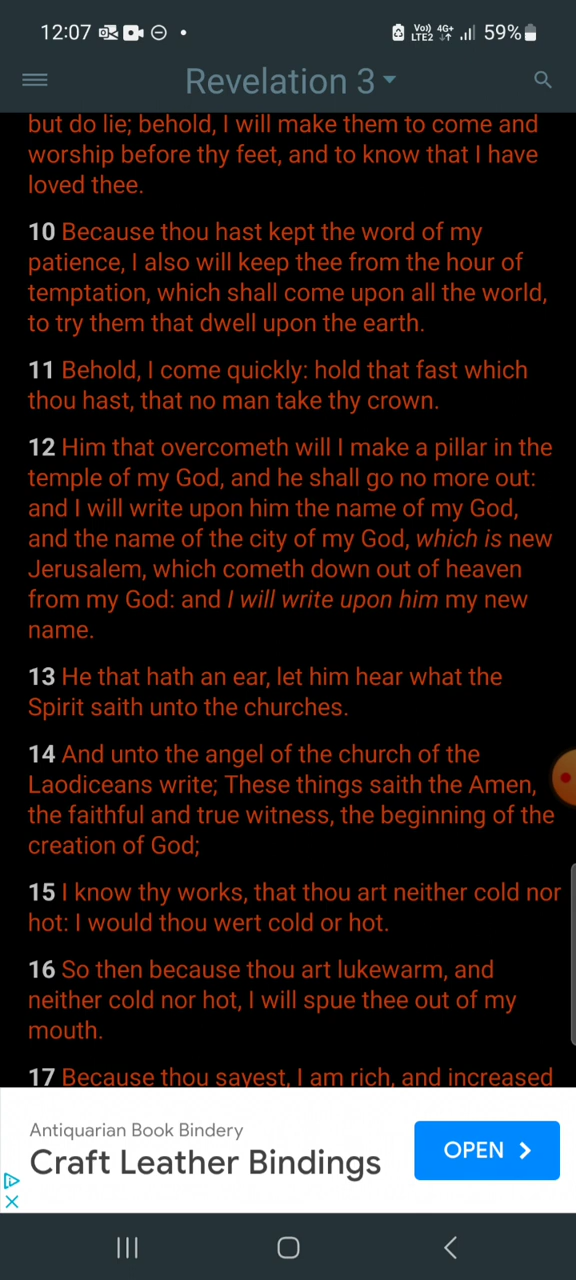 12:07
Vo)) 4G+
LTE2 59%
Revelation 3
but do lie; behold, I will make them to come and
worship before thy feet, and to know that I have
loved thee.
10 Because thou hast kept the word of my
patience, I also will keep thee from the hour of
temptation, which shall come upon all the world,
to try them that dwell upon the earth.
11 Behold, I come quickly: hold that fast which
thou hast, that no man take thy crown.
12 Him that overcometh will I make a pillar in the
temple of my God, and he shall go no more out:
and I will write upon him the name of my God,
and the name of the city of my God, which is new
Jerusalem, which cometh down out of heaven
from my God: and I will write upon him my new
name.
13 He that hath an ear, let him hear what the
Spirit saith unto the churches.
14 And unto the angel of the church of the
Laodiceans write; These things saith the Amen,
the faithful and true witness, the beginning of the
creation of God;
15 I know thy works, that thou art neither cold nor
hot: I would thou wert cold or hot.
16 So then because thou art lukewarm, and
neither cold nor hot, I will spue thee out of my
mouth.
17 Because thou sayest, I am rich, and increased
Antiquarian Book Bindery
Craft Leather Bindings
OPEN